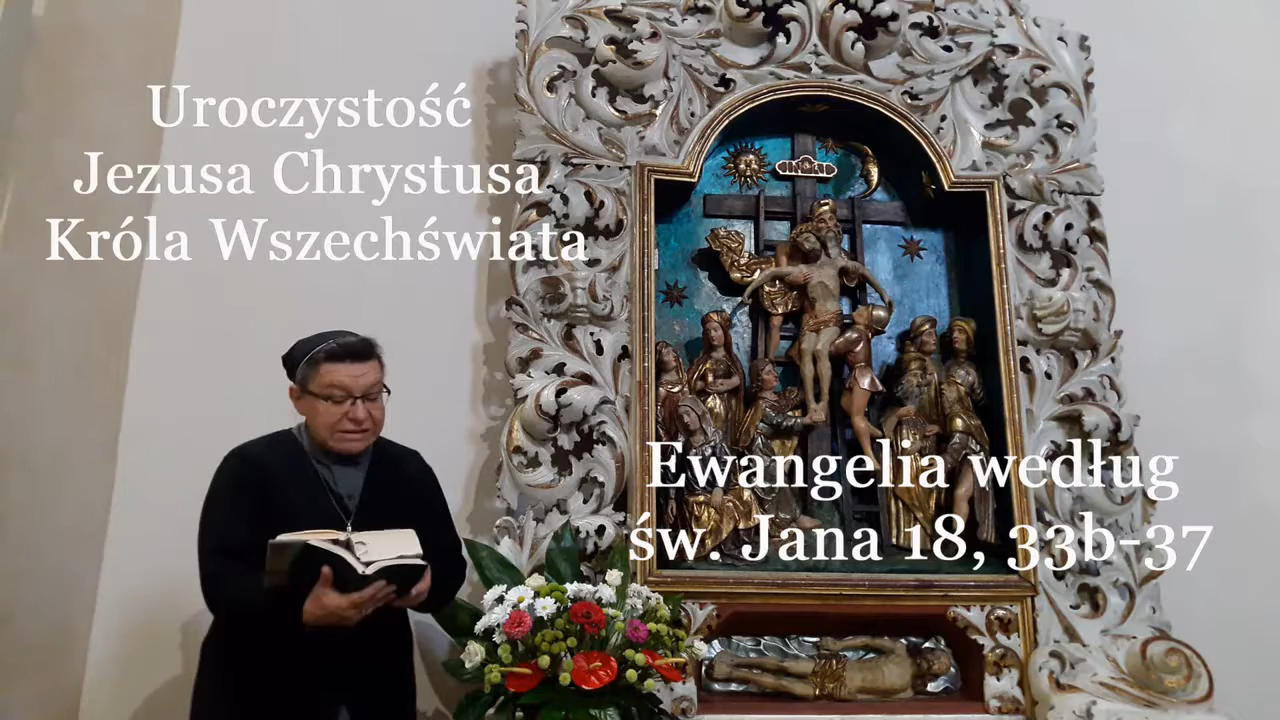 Uroczystość
Jezusa Chrystusa
Króla Wszechświata
Ewangelia według
św. Jana 18, 33b-37